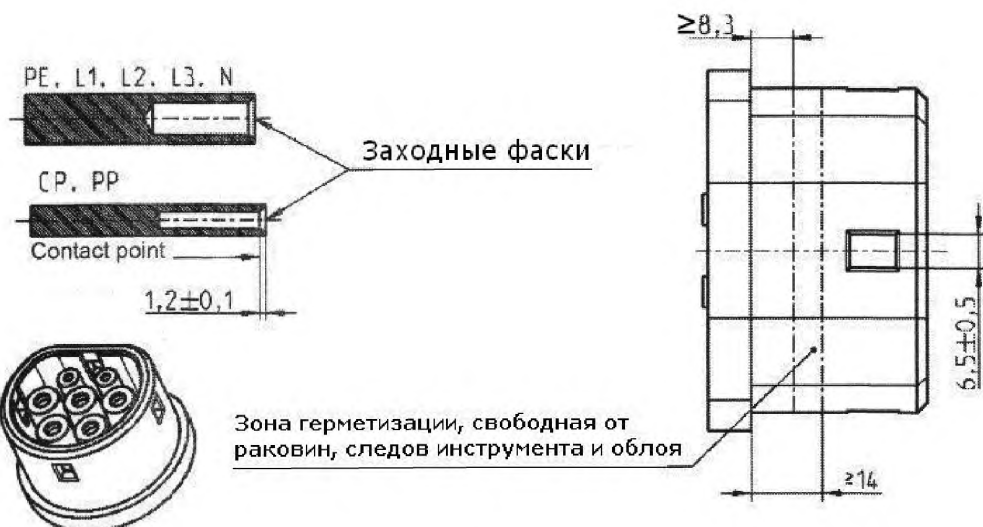 ≥8,3
PE, L1, L2, L3, N
Заходные фаски
CP, PP
Contact point
1,2±0,1
6,5±0,5
Зона герметизации, свободная от
раковин, следов инструмента и облоя
≥14